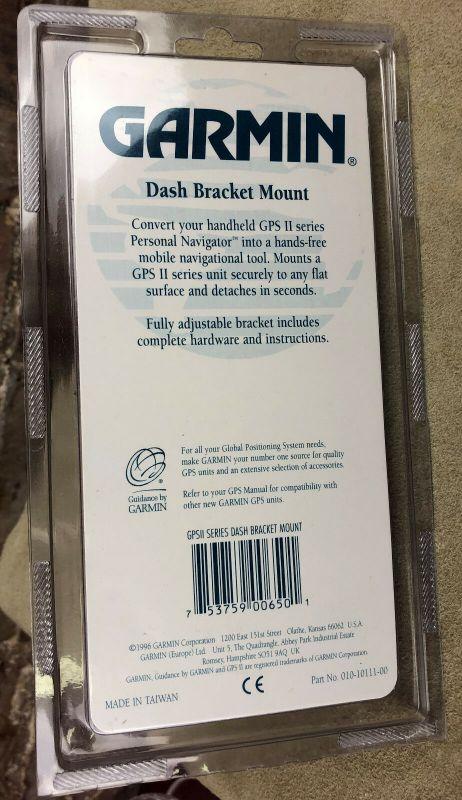 GARMIN®
Dash Bracket Mount
Convert your handheld GPS II series
Personal Navigator™ into a hands-free
mobile navigational tool. Mounts a
GPS II series unit securely to any flat
surface and detaches in seconds.
Fully adjustable bracket includes
complete hardware and instructions.
For all your Global Positioning System needs,
make GARMIN your number one source for quality
GPS units and an extensive selection of accessories.
®
Guidance by
GARMIN
Refer to your GPS Manual for compatibility with
other new GARMIN GPS units.
GPSII SERIES DASH BRACKET MOUNT
7 53759 00650 1
©1996 GARMIN Corporation 1200 East 151st Street Olathe, Kansas 66062 U.S.A.
GARMIN (Europe) Ltd. Unit 5, The Quadrangle, Abbey Park Industrial Estate
Romsey, Hampshire SO51 9AQ UK
GARMIN, Guidance by GARMIN and GPS II are registered trademarks of GARMIN Corporation.
CE
Part No. 010-10111-00
MADE IN TAIWAN